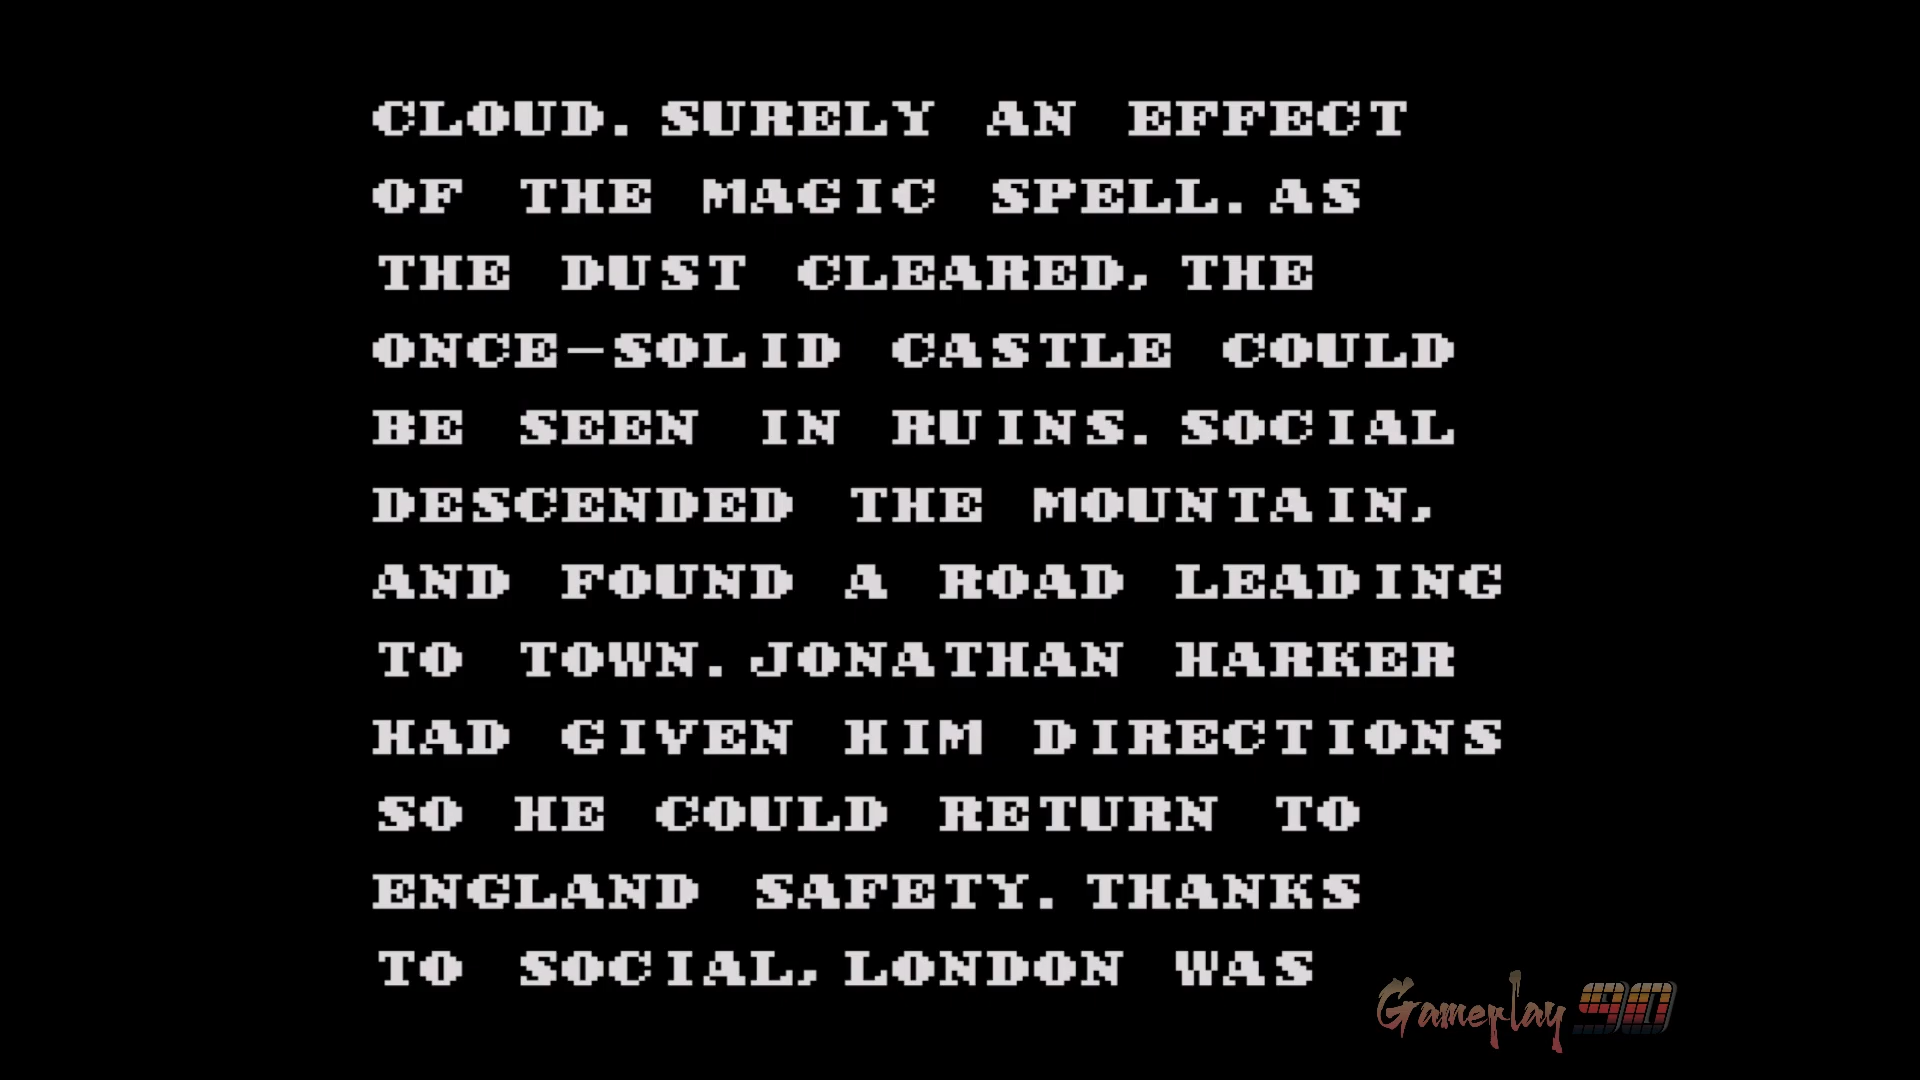 CLOUD. SURELY AN EFFECT
OF THE MAGIC SPELL. AS
THE DUST CLEARED, THE
ONCE-SOLID CASTLE COULD
BE SEEN IN RUINS. SOCIAL
DESCENDED THE MOUNTAIN,
AND FOUND A ROAD LEADING
TO TOWN. JONATHAN HARKER
HAD GIVEN HIM DIRECTIONS
SO HE COULD RETURN TO
ENGLAND SAFETY. THANKS
TO SOCIAL, LONDON WAS
Gameplay 90